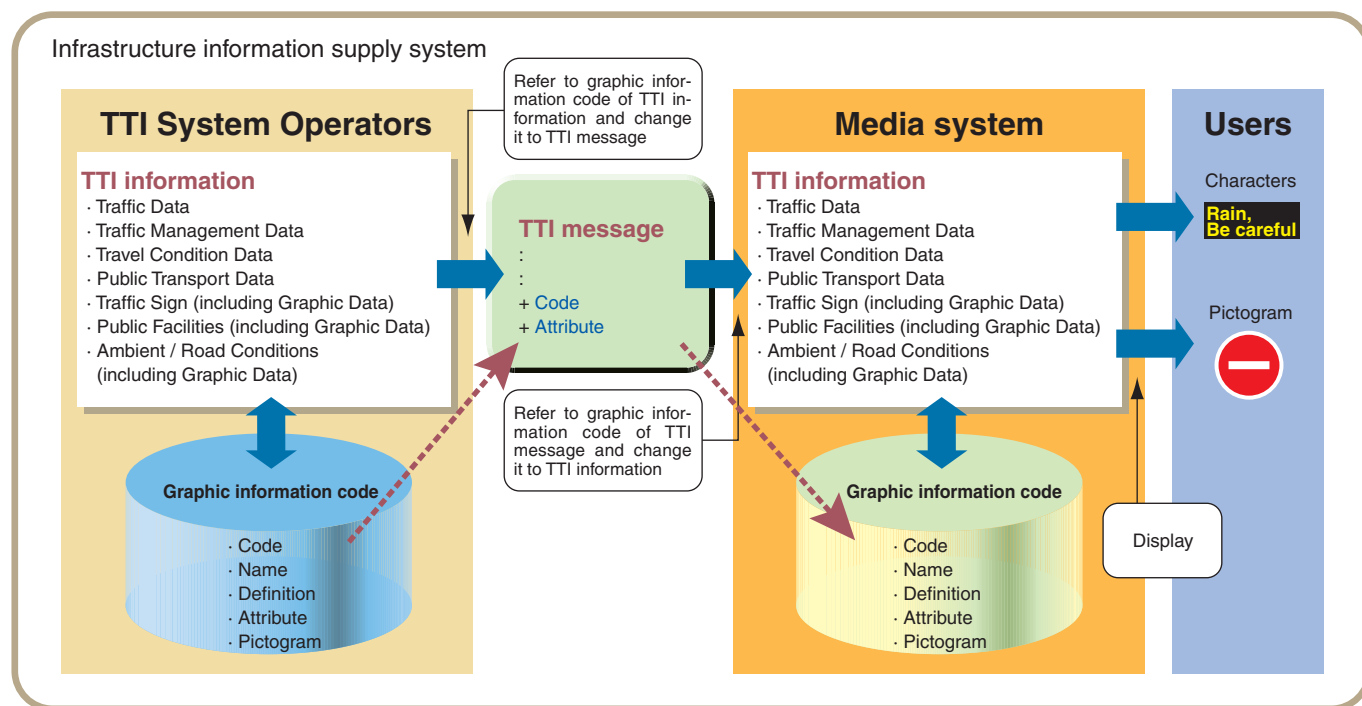 Infrastructure information supply system
TTI System Operators
TTI information
· Traffic Data
· Traffic Management Data
· Travel Condition Data
· Public Transport Data
· Traffic Sign (including Graphic Data)
· Public Facilities (including Graphic Data)
· Ambient / Road Conditions
(including Graphic Data)
Graphic information code
· Code
· Name
· Definition
· Attribute
· Pictogram
Refer to graphic infor-
mation code of TTI in-
formation and change
it to TTI message
TTI message
:
:
+ Code
+ Attribute
Refer to graphic infor-
mation code of TTI
message and change
it to TTI information
Media system
TTI information
· Traffic Data
· Traffic Management Data
· Travel Condition Data
· Public Transport Data
· Traffic Sign (including Graphic Data)
· Public Facilities (including Graphic Data)
· Ambient / Road Conditions
(including Graphic Data)
Graphic information code
· Code
· Name
· Definition
· Attribute
· Pictogram
Display
Users
Characters
Rain,
Be careful
Pictogram